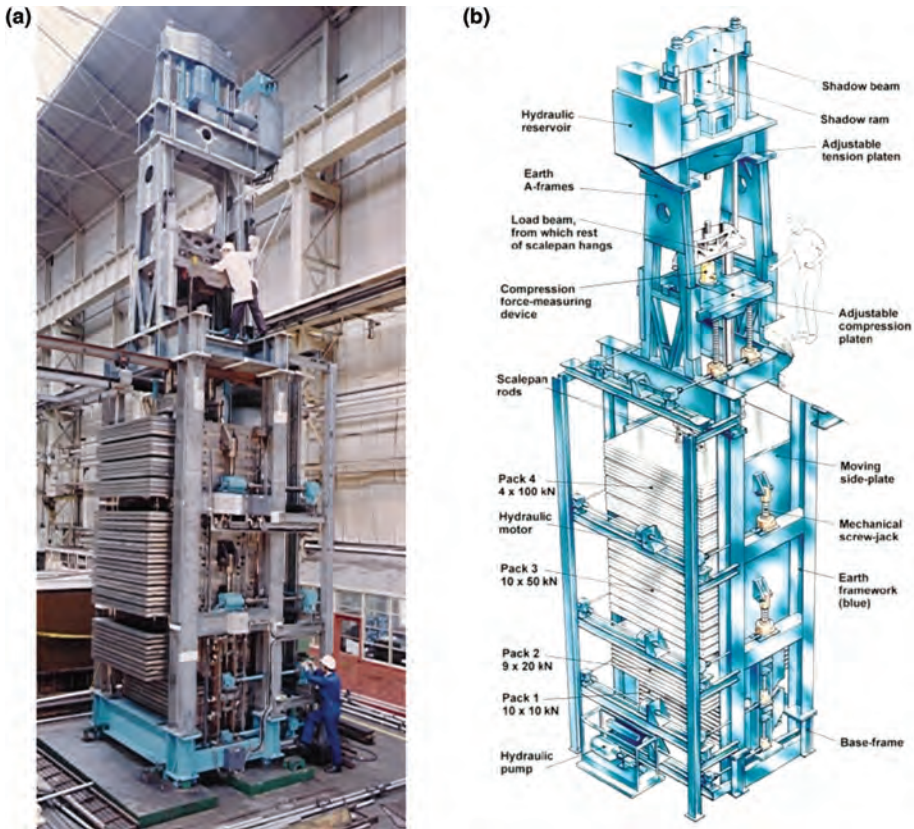 (a)
(b)
Shadow beam
Shadow ram
Adjustable
tension platen
Hydraulic
reservoir
Earth
A-frames
Load beam,
from which rest
of scalepan hangs
Compression
force-measuring
device
Adjustable
compression
platen
Scalepan
rods
Pack 4
4 x 100 kN
Hydraulic
motor
Pack 3
10 x 50 kN
Pack 2
9 x 20 kN
Pack 1
10 x 10 kN
Hydraulic
pump
Moving
side-plate
Mechanical
screw-jack
Earth
framework
(blue)
Base-frame